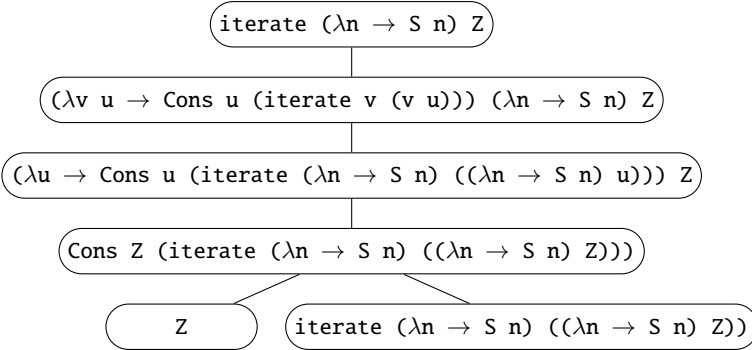 iterate (λn → S n) Z
(λv u → Cons u (iterate v (v u))) (λn → S n) Z
(λu → Cons u (iterate (λn → S n) ((λn → S n) u))) Z
Cons Z (iterate (λn → S n) ((λn → S n) Z)))
Z
iterate (λn → S n) ((λn → S n) Z))